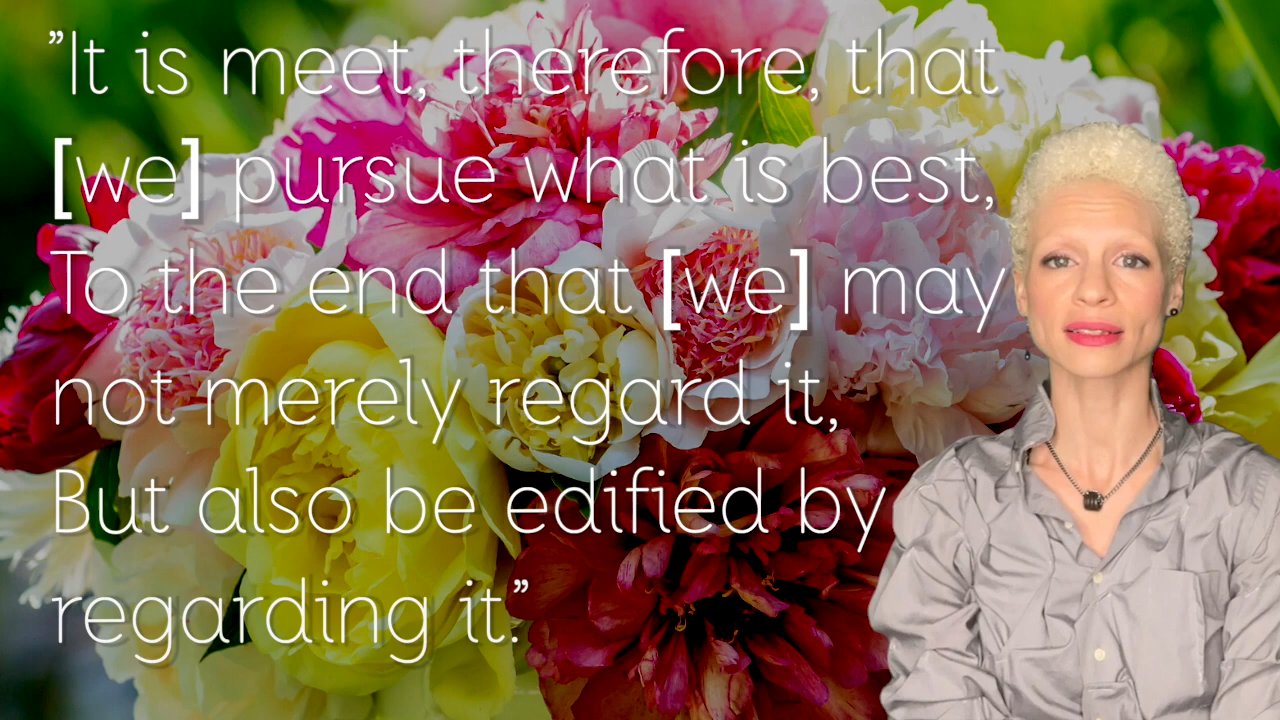 ”It is meet, therefore, that
[we] pursue what is best,
To the end that [we] may
not merely regard it,
But also be edified by
regarding it.”